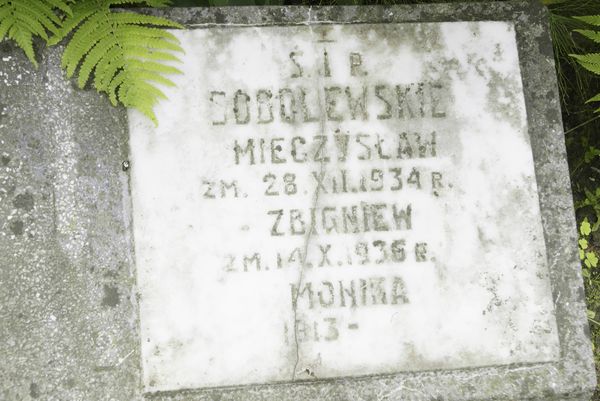 Ś. I P.
SOBOLEWSKIE
MIECZYSŁAW
ZM. 28.XII.1934 R.
ZBIGNIEW
ZM. 14.X.1936 R.
MONIKA
1913 -